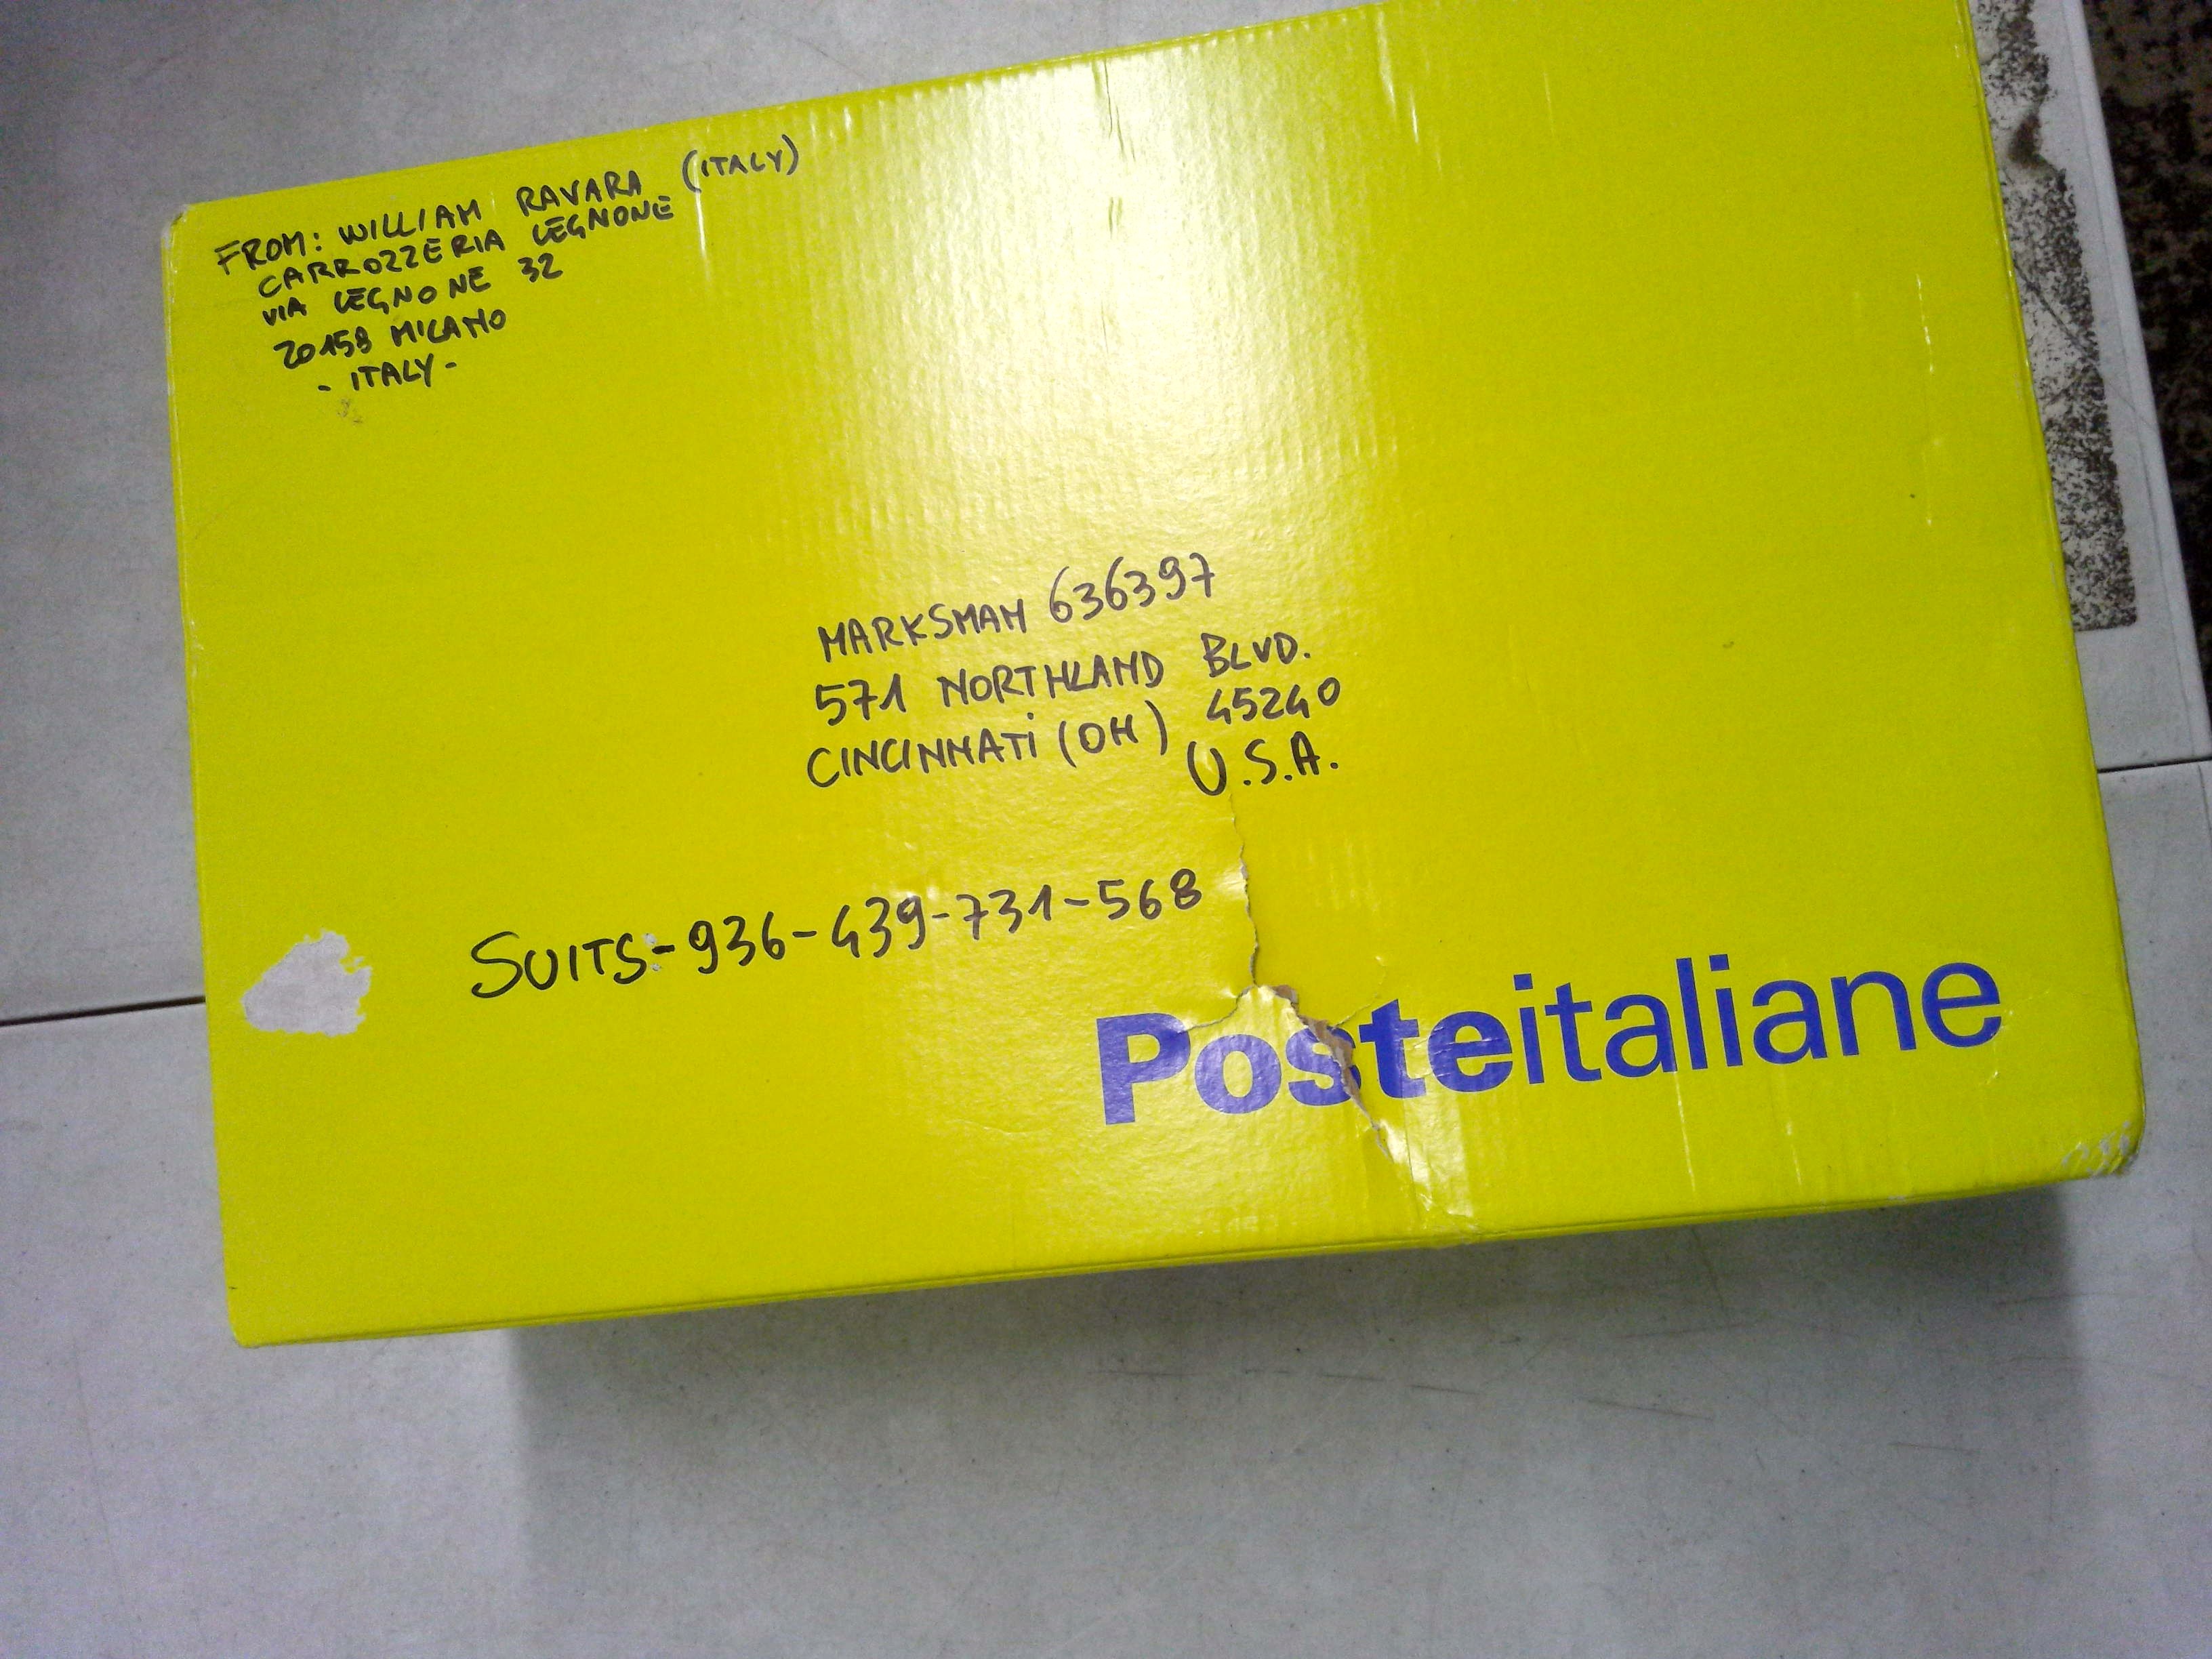 FROM: WILLIAM RAVARA (ITALY)
CARROZZERIA LEGNONE
VIA LEGNONE 32
20158 MILANO
- ITALY -
MARKSMAN 636397
571 NORTHLAND BLVD.
CINCINNATI (OH) 45240
U.S.A.
SUITS-936-439-731-568
Posteitaliane